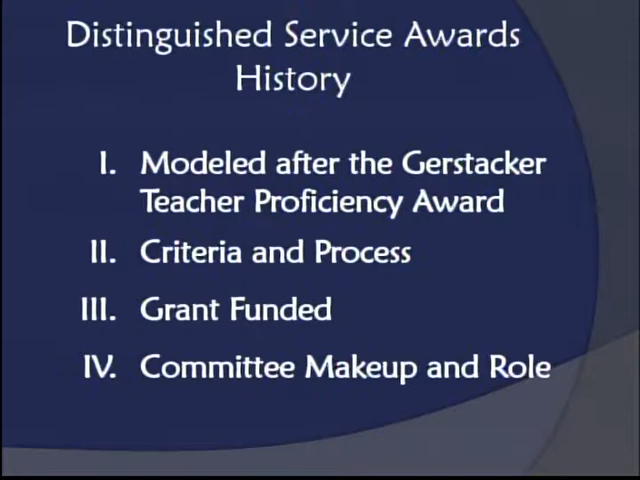 Distinguished Service Awards
History
I. Modeled after the Gerstacker
Teacher Proficiency Award
II. Criteria and Process
III. Grant Funded
IV. Committee Makeup and Role